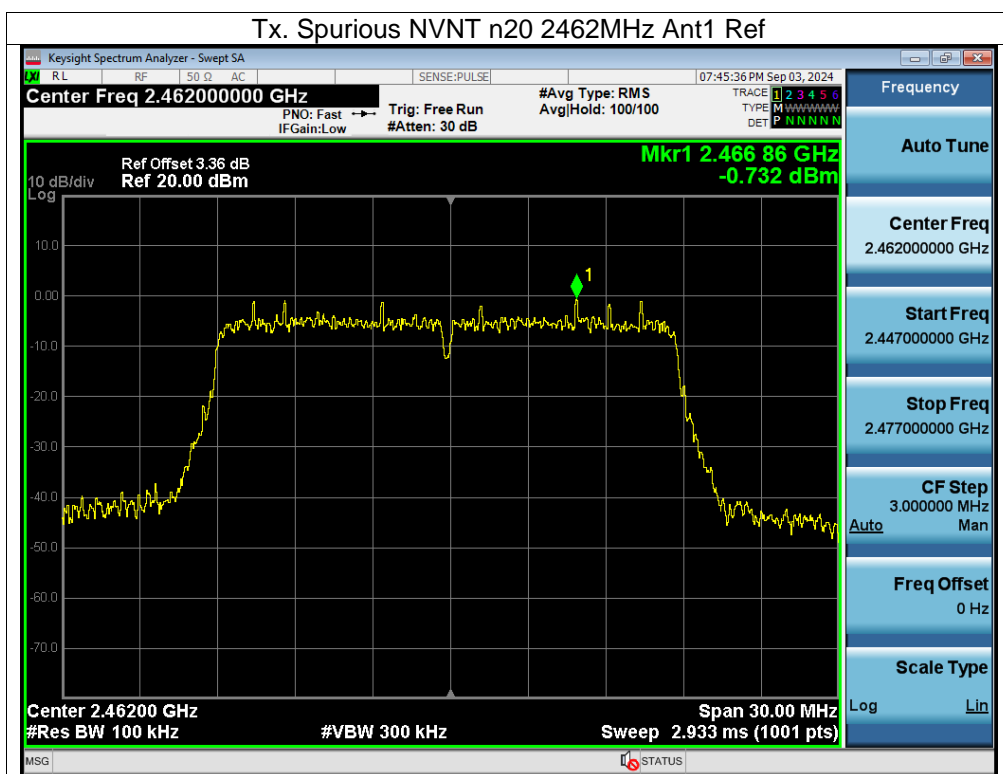 Tx. Spurious NVNT n20 2462MHz Ant1 Ref
Keysight Spectrum Analyzer - Swept SA
LXI RL RF 50 Ω AC SENSE:PULSE 07:45:36 PM Sep 03, 2024
Center Freq 2.462000000 GHz
PNO: Fast
IFGain:Low
Trig: Free Run
#Atten: 30 dB
#Avg Type: RMS
Avg|Hold: 100/100
TRACE 1 2 3 4 5 6
TYPE M WWWWW
DET P N N N N N
Mkr1 2.466 86 GHz
-0.732 dBm
Ref Offset 3.36 dB
10 dB/div Ref 20.00 dBm
Log
10.0
1
0.00
-10.0
-20.0
-30.0
-40.0
-50.0
-60.0
-70.0
Center 2.46200 GHz Span 30.00 MHz
#Res BW 100 kHz #VBW 300 kHz Sweep 2.933 ms (1001 pts)
MSG STATUS
Frequency
Auto Tune
Center Freq
2.462000000 GHz
Start Freq
2.447000000 GHz
Stop Freq
2.477000000 GHz
CF Step
3.000000 MHz
Auto Man
Freq Offset
0 Hz
Scale Type
Log Lin